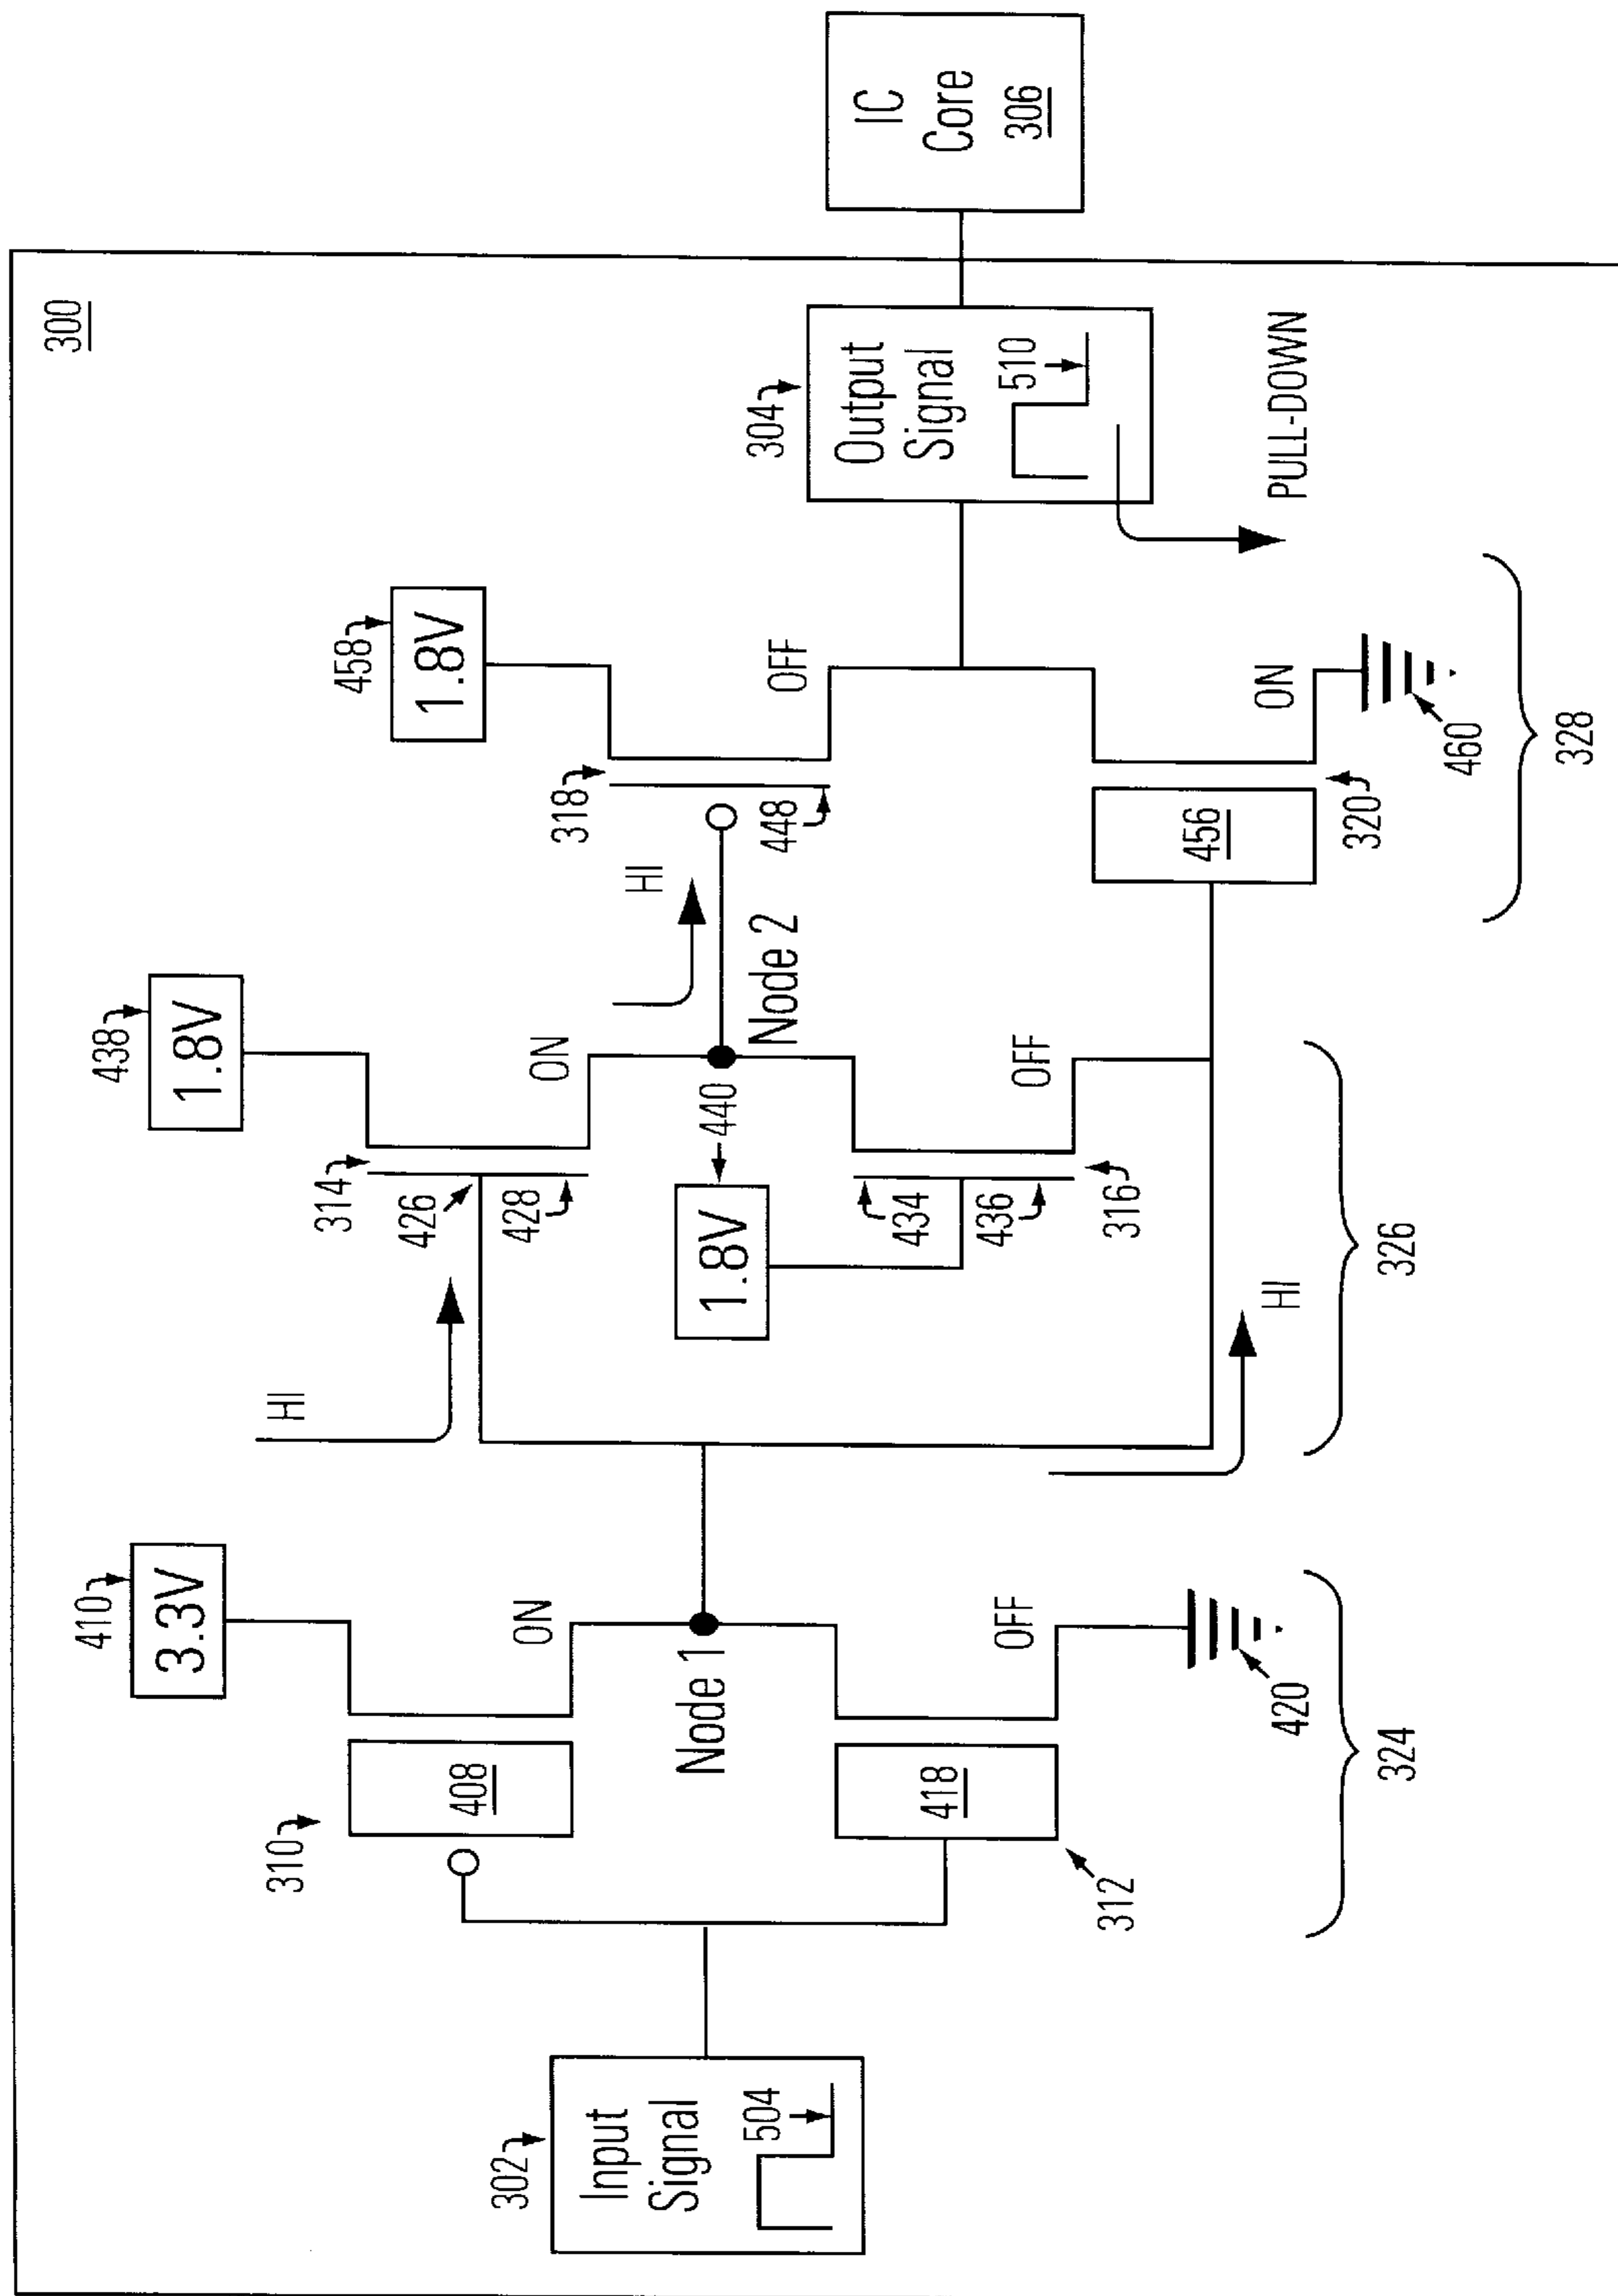 300
302
Input
Signal
504
310
408
410
3.3V
ON
Node 1
418
312
OFF
420
324
HI
HI
314
426
428
438
1.8V
ON
440
1.8V
Node 2
434
436
316
OFF
326
HI
318
448
458
1.8V
OFF
456
320
ON
460
328
304
Output
Signal
510
PULL-DOWN
IC
Core
306